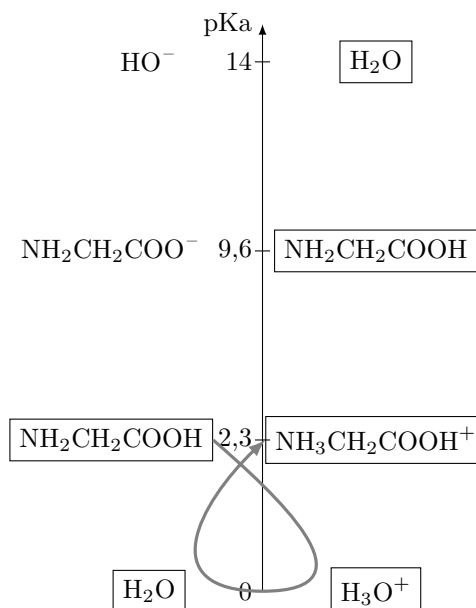 pKa
HO⁻ 14 H₂O
NH₂CH₂COO⁻ 9,6 NH₂CH₂COOH
NH₂CH₂COOH 2,3 NH₃CH₂COOH⁺
H₂O 0 H₃O⁺